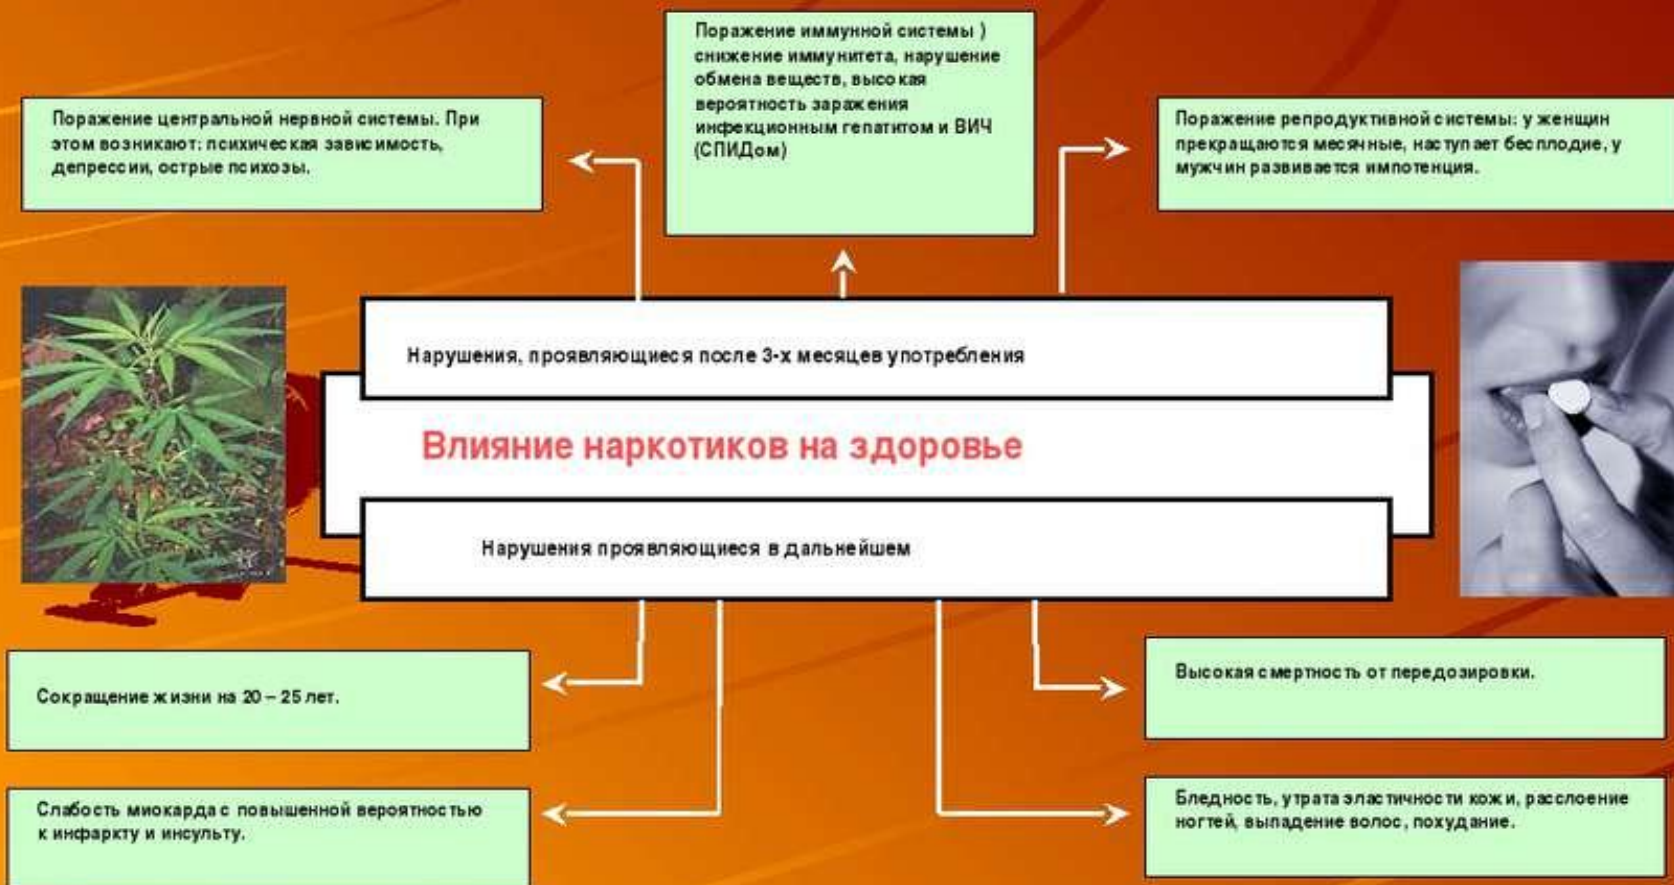 Поражение иммунной системы )
снижение иммунитета, нарушение
обмена веществ, высокая
вероятность заражения
инфекционным гепатитом и ВИЧ
(СПИДом)
Поражение центральной нервной системы. При
этом возникают: психическая зависимость,
депрессии, острые психозы.
Поражение репродуктивной системы: у женщин
прекращаются месячные, наступает бесплодие, у
мужчин развивается импотенция.
Нарушения, проявляющиеся после 3-х месяцев употребления
Влияние наркотиков на здоровье
Нарушения проявляющиеся в дальнейшем
Сокращение жизни на 20 – 25 лет.
Высокая смертность от передозировки.
Слабость миокарда с повышенной вероятностью
к инфаркту и инсульту.
Бледность, утрата эластичности кожи, расслоение
ногтей, выпадение волос, похудание.